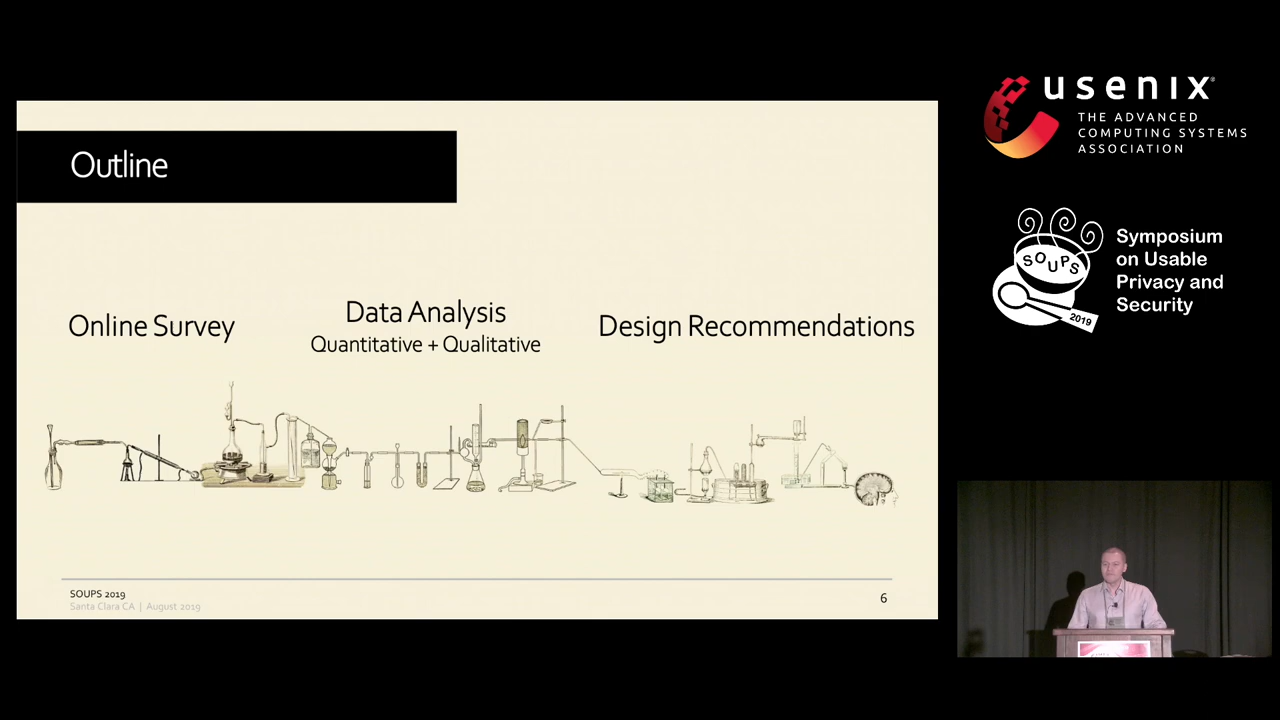 Outline
Online Survey
Data Analysis
Quantitative + Qualitative
Design Recommendations
SOUPS 2019
Santa Clara CA | August 2019
6
usenix
THE ADVANCED
COMPUTING SYSTEMS
ASSOCIATION
SOUPS
2019
Symposium
on Usable
Privacy and
Security